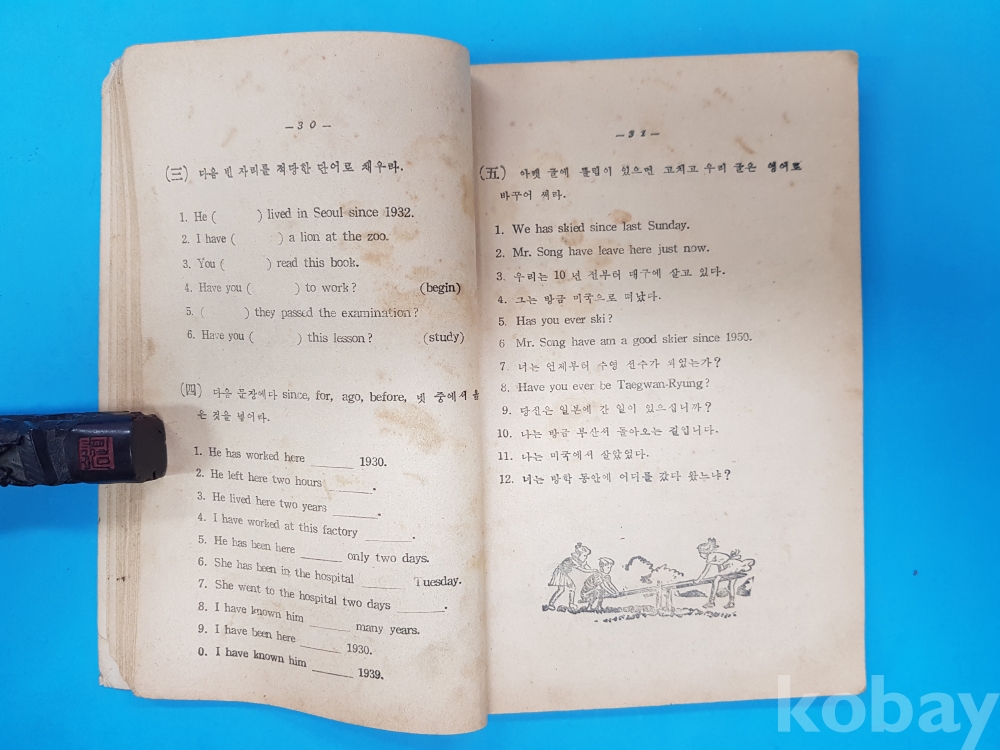 —30—
(三) 다음 빈 자리를 적당한 단어로 채우라.
1. He (      ) lived in Seoul since 1932.
2. I have (      ) a lion at the zoo.
3. You (      ) read this book.
4. Have you (      ) to work?      (begin)
5. (      ) they passed the examination?
6. Have you (      ) this lesson?      (study)
(四) 다음 문장에다 since, for, ago, before, 넷 중에서 옳
은 것을 넣어라.
1. He has worked here ______ 1930.
2. He left here two hours ______.
3. He lived here two years ______.
4. I have worked at this factory ______.
5. He has been here ______ only two days.
6. She has been in the hospital ______ Tuesday.
7. She went to the hospital two days ______.
8. I have known him ______ many years.
9. I have been here ______ 1930.
0. I have known him ______ 1939.
—31—
(五) 아랫 글에 틀림이 있으면 고치고 우리 글은 영어로
바꾸어 써라.
1. We has skied since last Sunday.
2. Mr. Song have leave here just now.
3. 우리는 10 년 전부터 대구에 살고 있다.
4. 그는 방금 미국으로 떠났다.
5. Has you ever ski?
6 Mr. Song have am a good skier since 1950.
7. 너는 언제부터 수영 선수가 되었는가?
8. Have you ever be Taegwan-Ryung?
9. 당신은 일본에 간 일이 있으십니까?
10. 나는 방금 부산서 돌아오는 길입니다.
11. 나는 미국에서 살았었다.
12. 너는 방학 동안에 어디를 갔다 왔느냐?
kobay